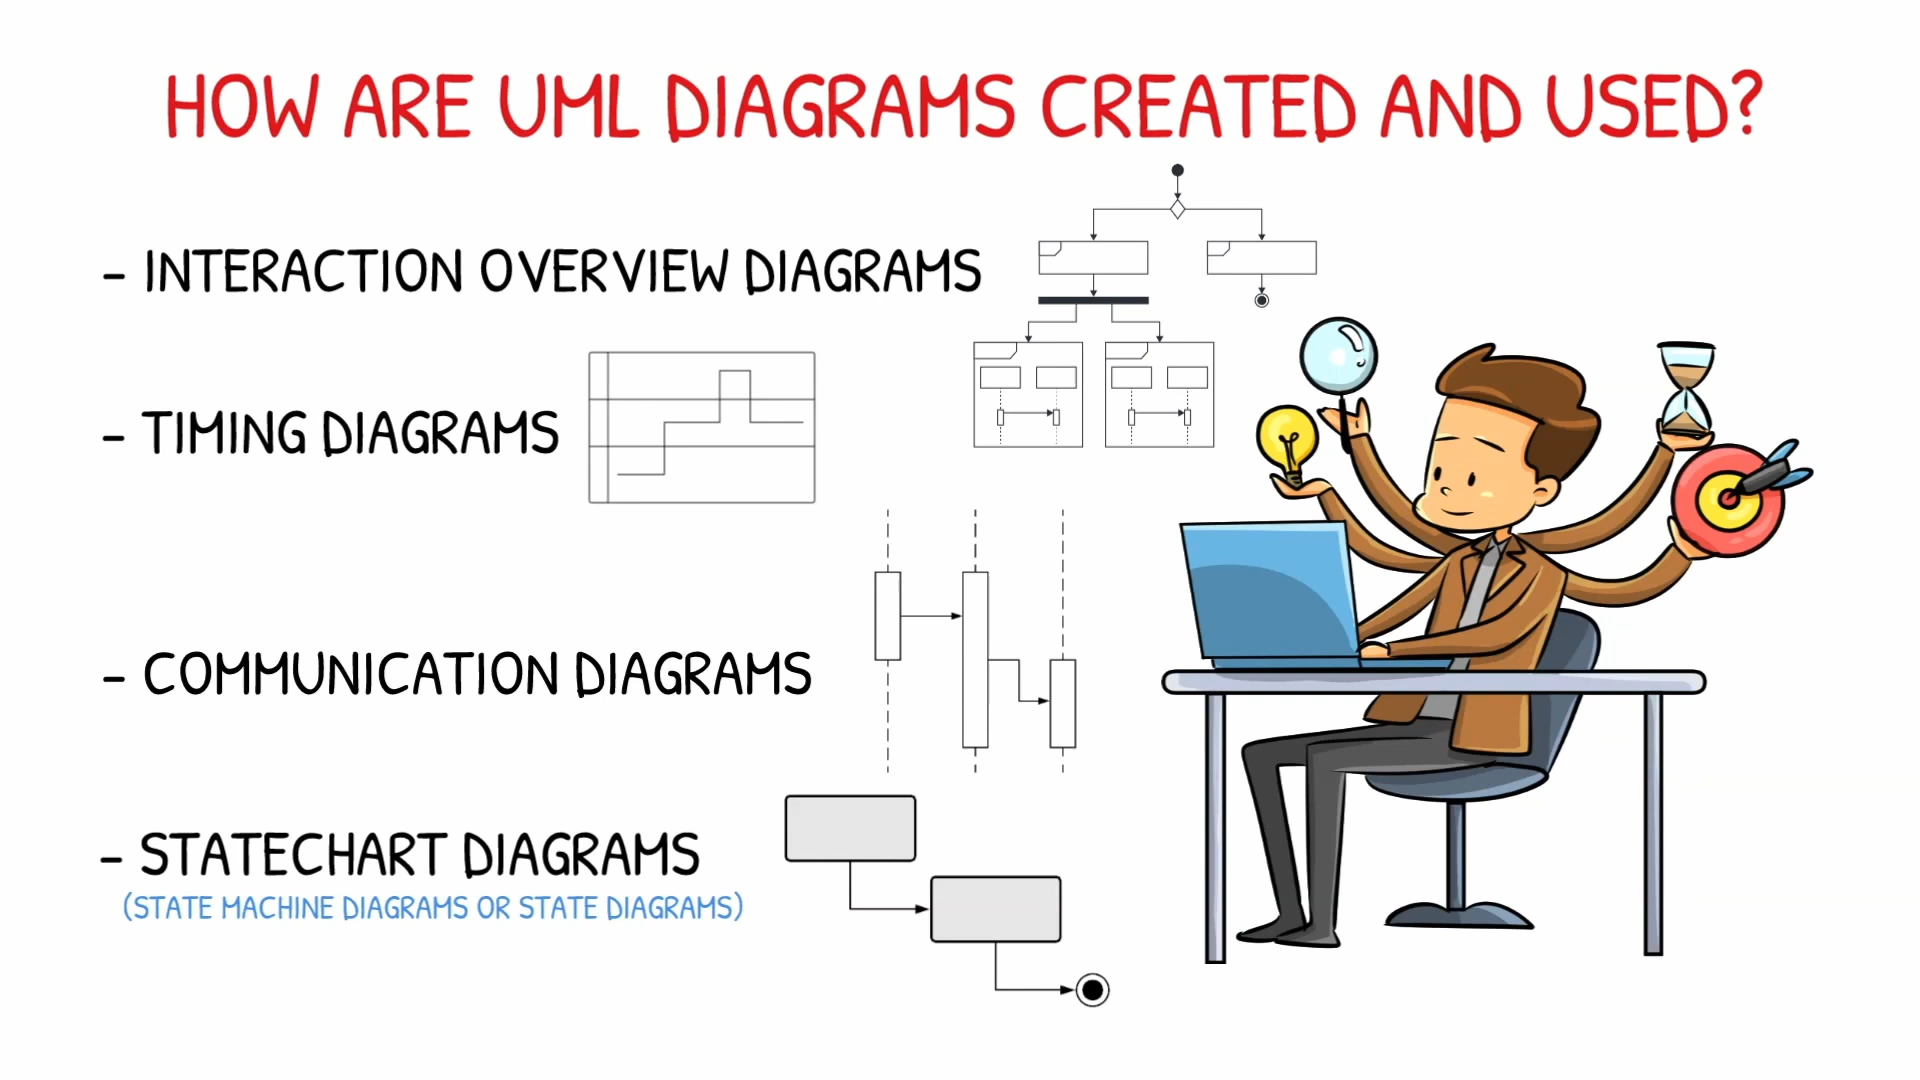 HOW ARE UML DIAGRAMS CREATED AND USED?
- INTERACTION OVERVIEW DIAGRAMS
- TIMING DIAGRAMS
- COMMUNICATION DIAGRAMS
- STATECHART DIAGRAMS
(STATE MACHINE DIAGRAMS OR STATE DIAGRAMS)